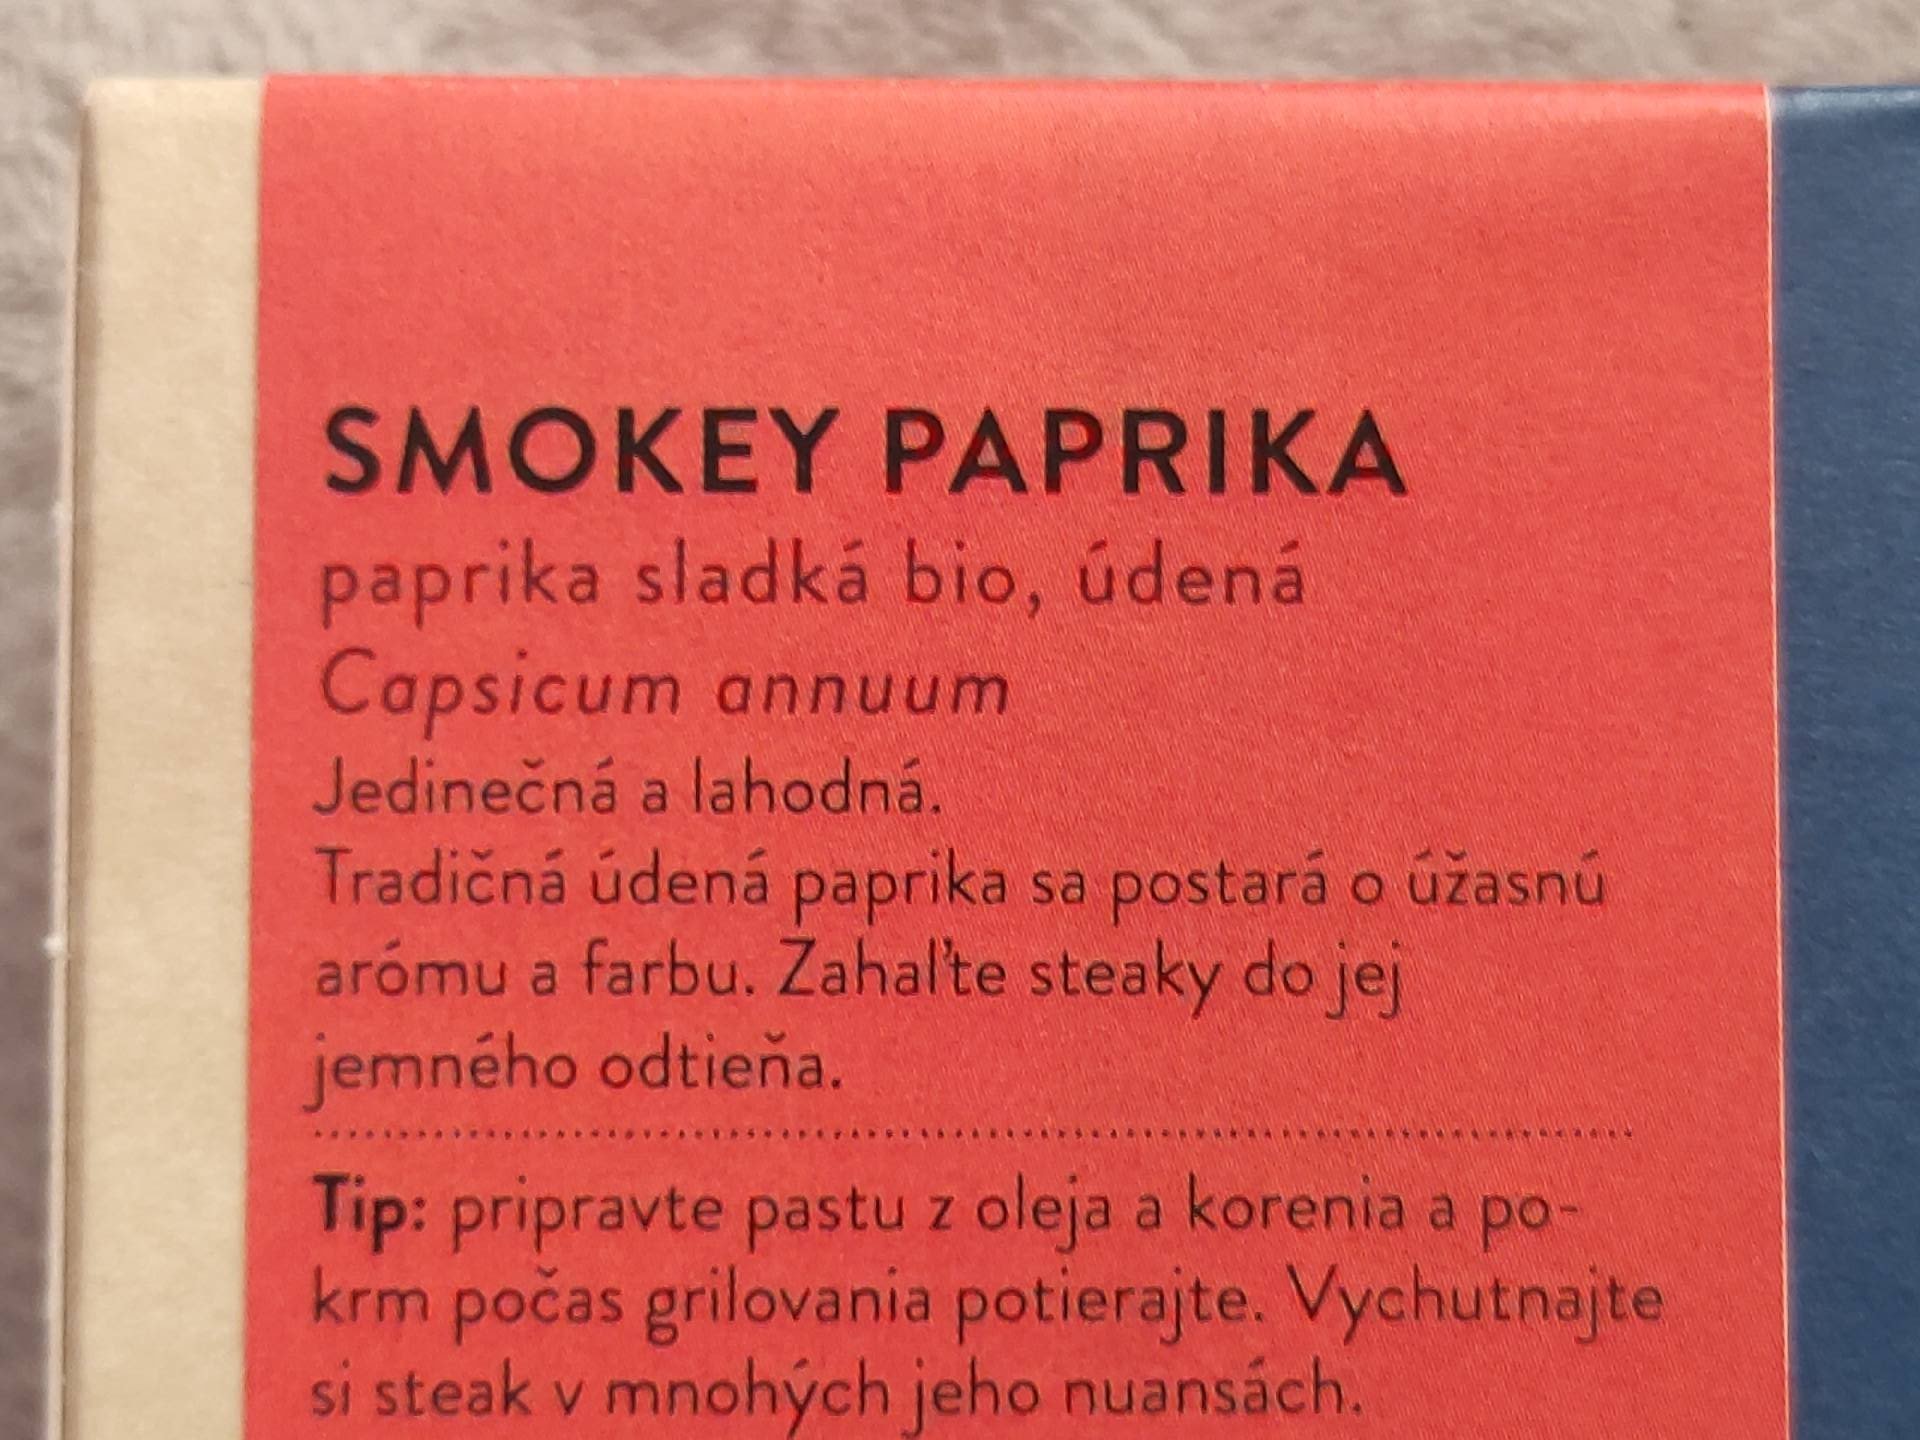 SMOKEY PAPRIKA
paprika sladká bio, údená
Capsicum annuum
Jedinečná a lahodná.
Tradičná údená paprika sa postará o úžasnú
arómu a farbu. Zahaľte steaky do jej
jemného odtieňa.
Tip: pripravte pastu z oleja a korenia a po-
krm počas grilovania potierajte. Vychutnajte
si steak v mnohých jeho nuansách.